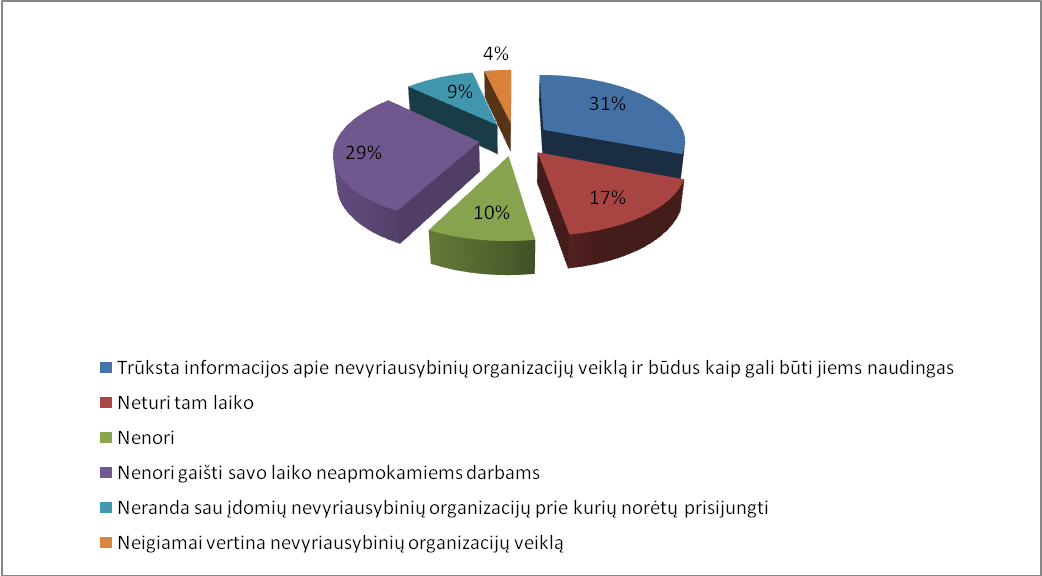 4%
31%
9%
29%
17%
10%
Trūksta informacijos apie nevyriausybinių organizacijų veiklą ir būdus kaip gali būti jiems naudingas
Neturi tam laiko
Nenori
Nenori gaišti savo laiko neapmokamiems darbams
Neranda sau įdomių nevyriausybinių organizacijų prie kurių norėtų prisijungti
Neigiamai vertina nevyriausybinių organizacijų veiklą